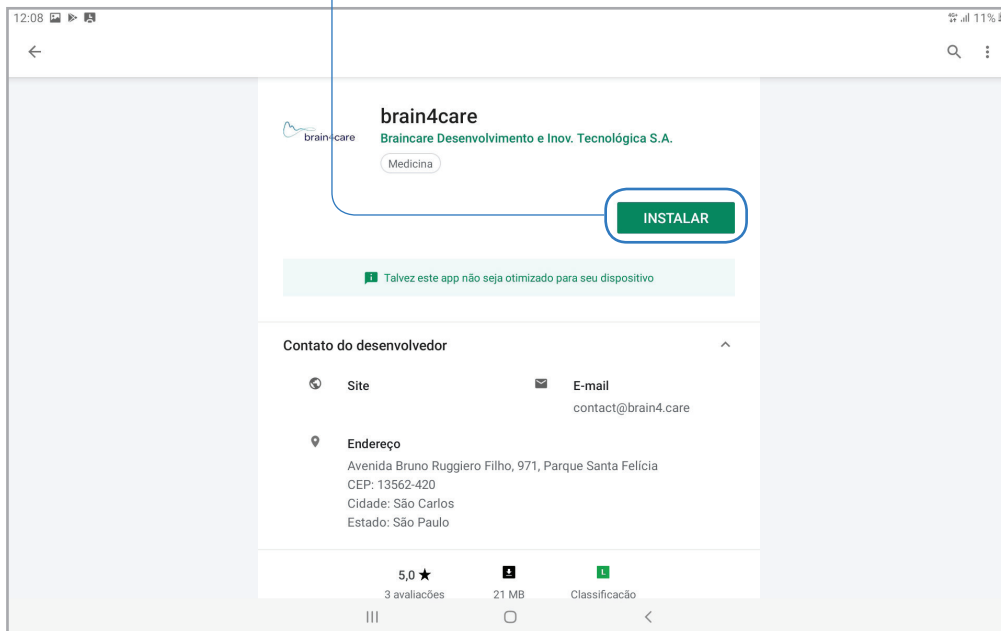 12:08
11%
brain4care
brain4care
Braincare Desenvolvimento e Inov. Tecnológica S.A.
Medicina
INSTALAR
Talvez este app não seja otimizado para seu dispositivo
Contato do desenvolvedor
Site
E-mail
contact@brain4.care
Endereço
Avenida Bruno Ruggiero Filho, 971, Parque Santa Felícia
CEP: 13562-420
Cidade: São Carlos
Estado: São Paulo
5,0 ★
L
3 avaliações 21 MB Classificação